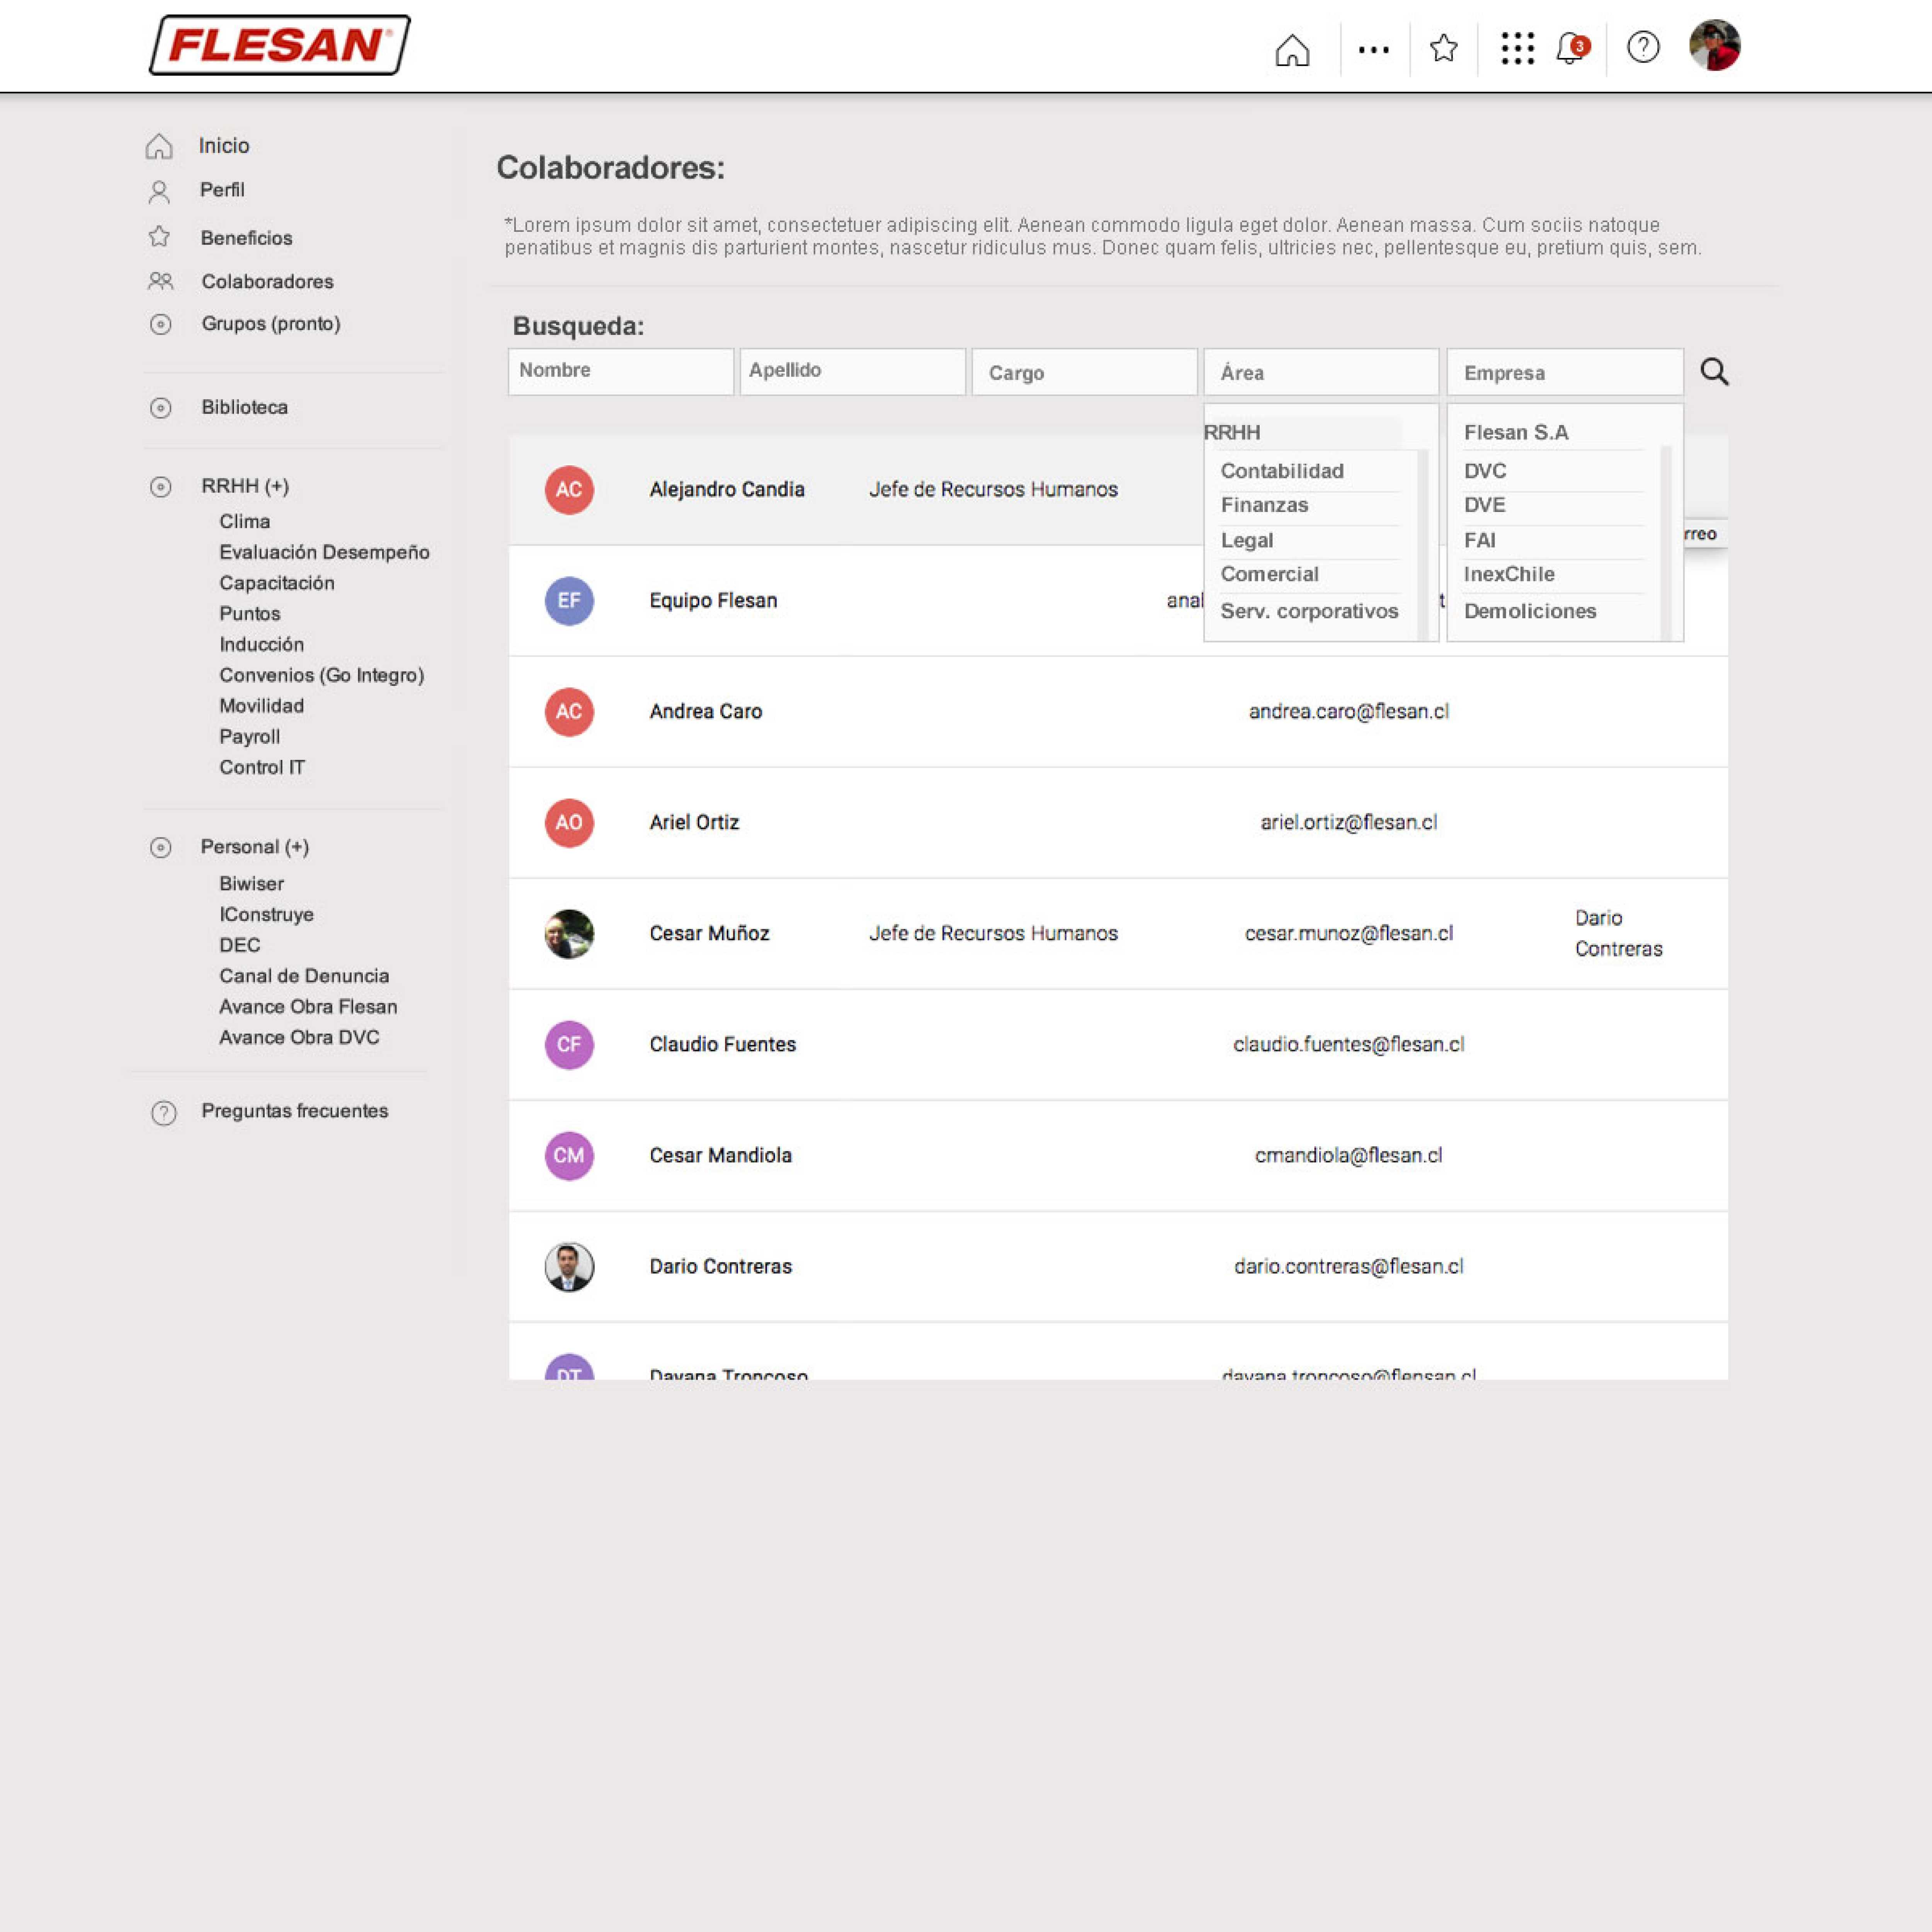 FLESAN®
3
Inicio
Perfil
Beneficios
Colaboradores
Grupos (pronto)
Biblioteca
RRHH (+)
Clima
Evaluación Desempeño
Capacitación
Puntos
Inducción
Convenios (Go Integro)
Movilidad
Payroll
Control IT
Personal (+)
Biwiser
IConstruye
DEC
Canal de Denuncia
Avance Obra Flesan
Avance Obra DVC
Preguntas frecuentes
Colaboradores:
*Lorem ipsum dolor sit amet, consectetuer adipiscing elit. Aenean commodo ligula eget dolor. Aenean massa. Cum sociis natoque
penatibus et magnis dis parturient montes, nascetur ridiculus mus. Donec quam felis, ultricies nec, pellentesque eu, pretium quis, sem.
Busqueda:
Nombre
Apellido
Cargo
Área
Empresa
RRHH
Contabilidad
Finanzas
Legal
Comercial
Serv. corporativos
Flesan S.A
DVC
DVE
FAI
InexChile
Demoliciones
AC Alejandro Candia Jefe de Recursos Humanos
rreo
EF Equipo Flesan anal t
AC Andrea Caro andrea.caro@flesan.cl
AO Ariel Ortiz ariel.ortiz@flesan.cl
Cesar Muñoz Jefe de Recursos Humanos cesar.munoz@flesan.cl Dario
Contreras
CF Claudio Fuentes claudio.fuentes@flesan.cl
CM Cesar Mandiola cmandiola@flesan.cl
Dario Contreras dario.contreras@flesan.cl
DT Dayana Troncoso dayana.troncoso@flensan.cl